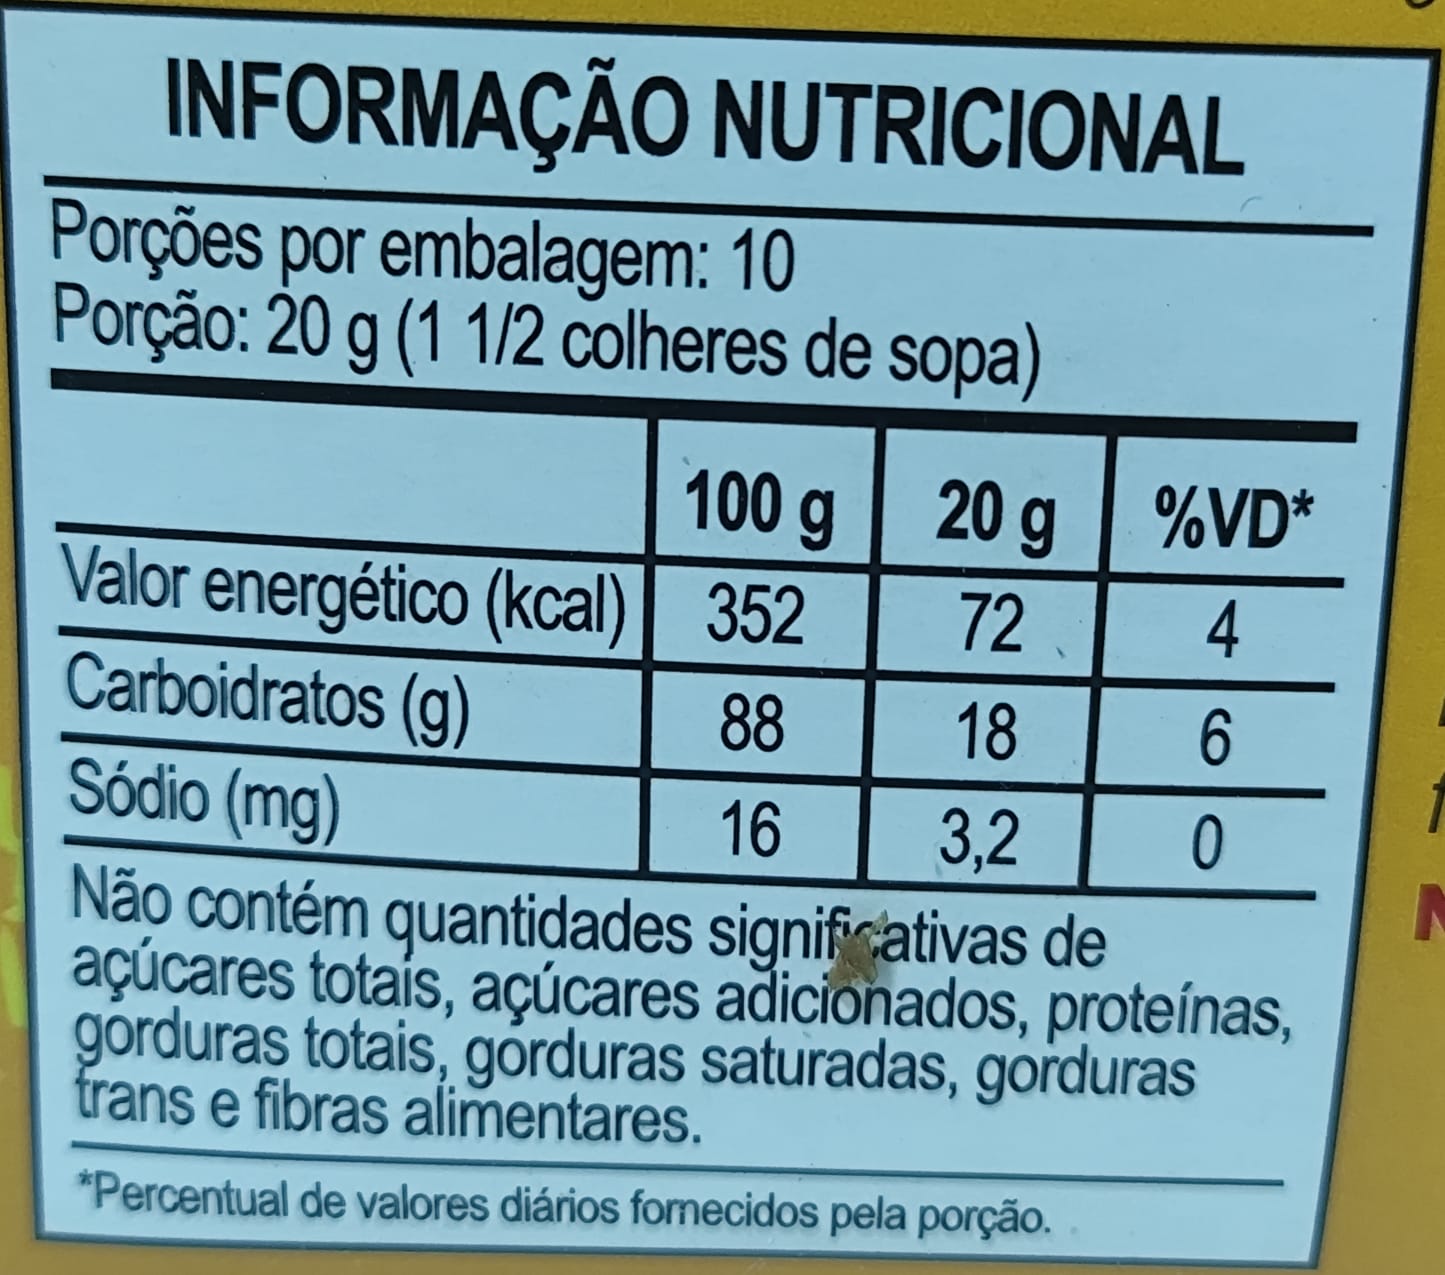 INFORMAÇÃO NUTRICIONAL
Porções por embalagem: 10
Porção: 20 g (1 1/2 colheres de sopa)
100 g 20 g %VD*
Valor energético (kcal) 352 72 4
Carboidratos (g) 88 18 6
Sódio (mg) 16 3,2 0
Não contém quantidades significativas de
açúcares totais, açúcares adicionados, proteínas,
gorduras totais, gorduras saturadas, gorduras
trans e fibras alimentares.
*Percentual de valores diários fornecidos pela porção.